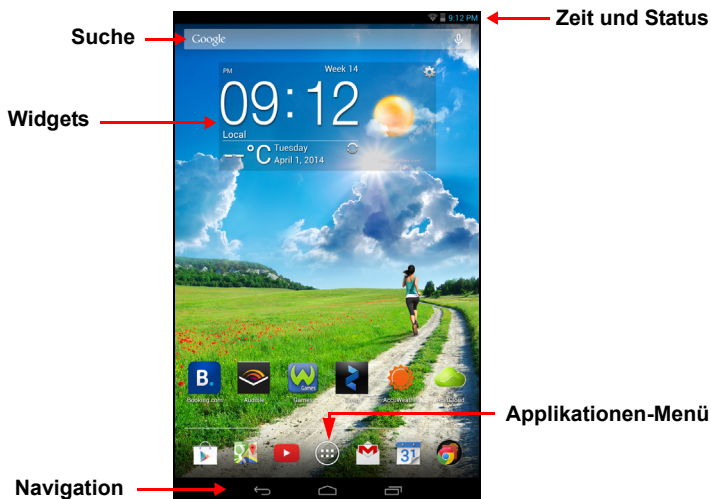 Zeit und Status
9:12 PM
Suche
Google
PM
Week 14
Widgets
09:12
Local
—°C
Tuesday
April 1, 2014
B.
Games
Booking.com
Audible
Games
AccuWeather
31
Applikationen-Menü
Navigation